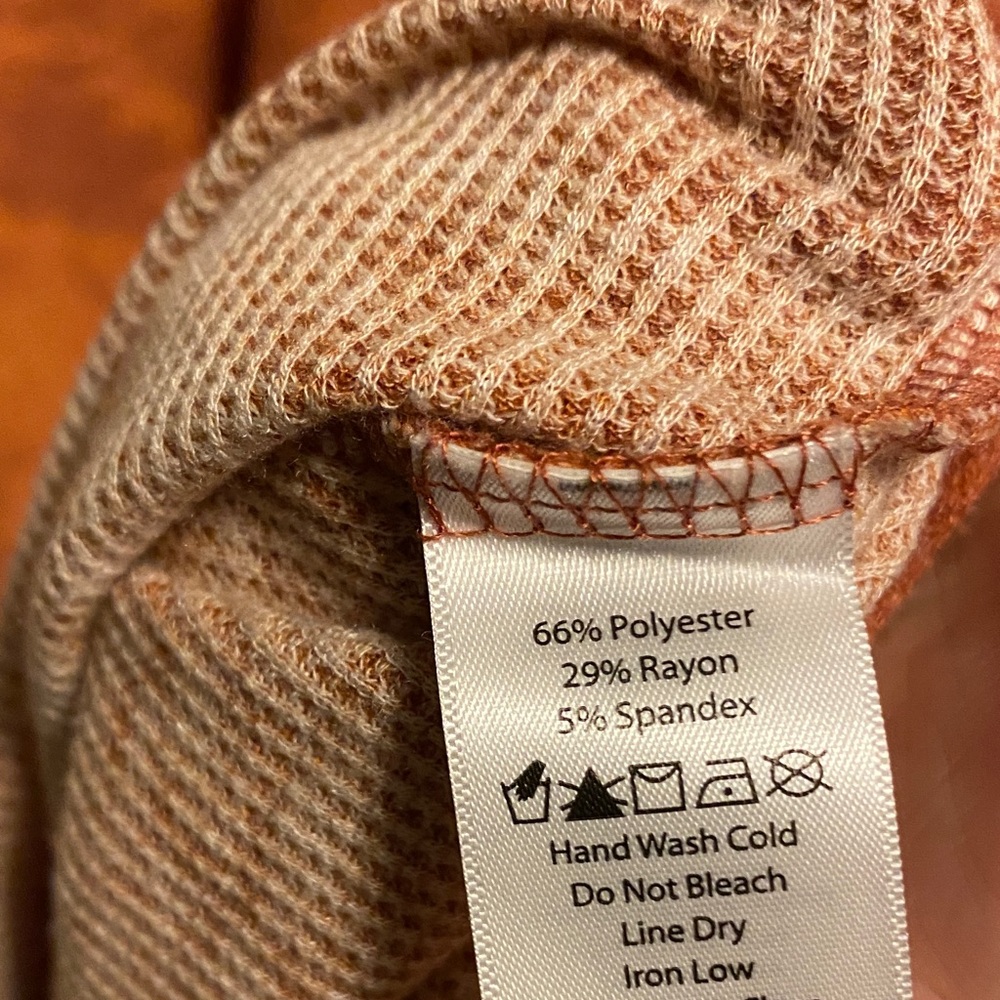 66% Polyester
29% Rayon
5% Spandex
Hand Wash Cold
Do Not Bleach
Line Dry
Iron Low